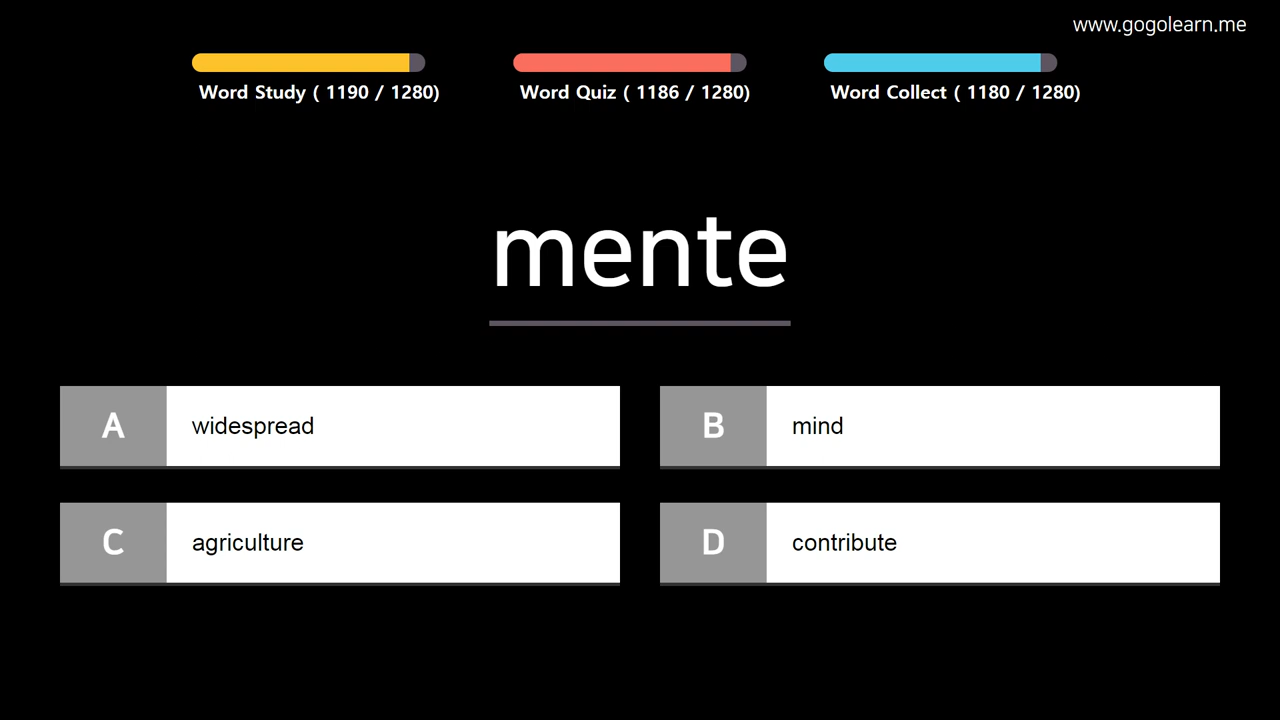 www.gogolearn.me
Word Study ( 1190 / 1280)
Word Quiz ( 1186 / 1280)
Word Collect ( 1180 / 1280)
mente
A widespread
B mind
C agriculture
D contribute